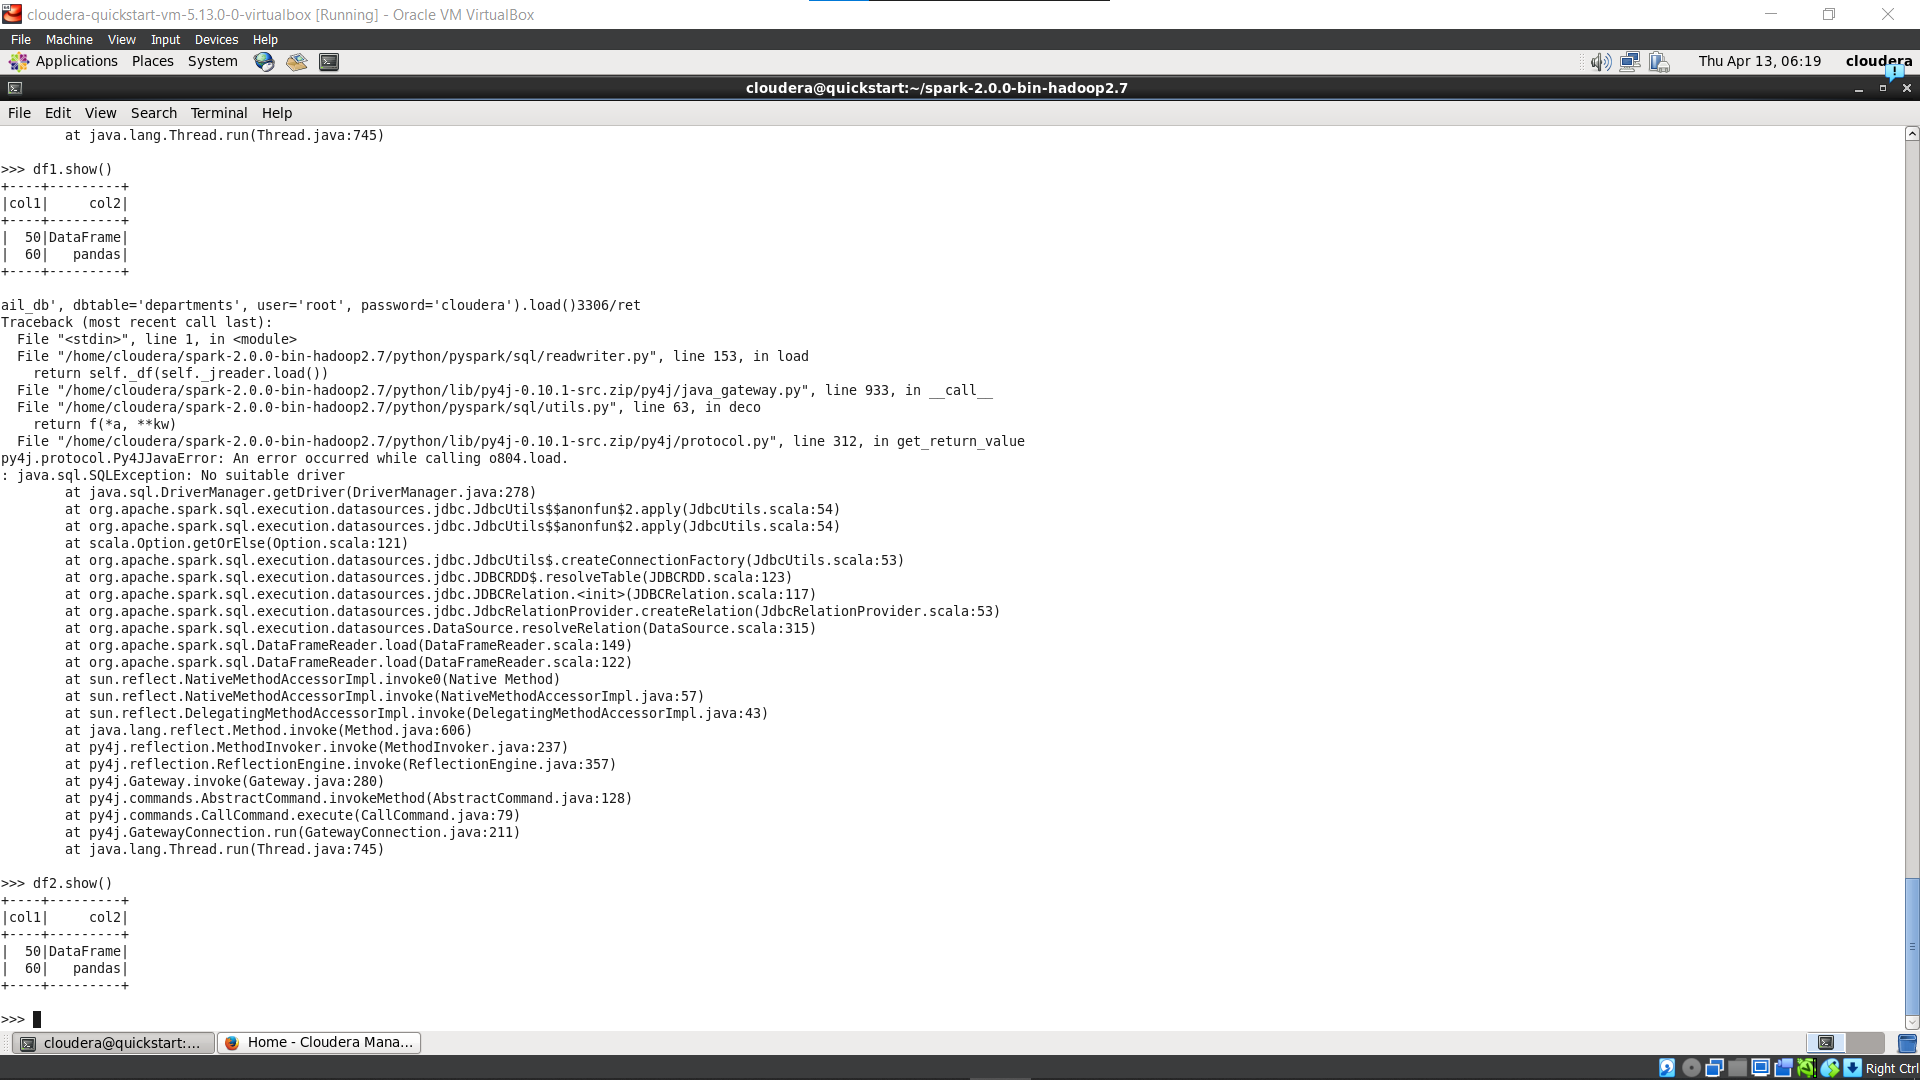 cloudera-quickstart-vm-5.13.0-0-virtualbox [Running] - Oracle VM VirtualBox
File Machine View Input Devices Help
Applications Places System Thu Apr 13, 06:19 cloudera
cloudera@quickstart:~/spark-2.0.0-bin-hadoop2.7
File Edit View Search Terminal Help
        at java.lang.Thread.run(Thread.java:745)
>>> df1.show()
+----+---------+
|col1|     col2|
+----+---------+
|  50|DataFrame|
|  60|   pandas|
+----+---------+
ail_db', dbtable='departments', user='root', password='cloudera').load()3306/ret
Traceback (most recent call last):
  File "<stdin>", line 1, in <module>
  File "/home/cloudera/spark-2.0.0-bin-hadoop2.7/python/pyspark/sql/readwriter.py", line 153, in load
    return self._df(self._jreader.load())
  File "/home/cloudera/spark-2.0.0-bin-hadoop2.7/python/lib/py4j-0.10.1-src.zip/py4j/java_gateway.py", line 933, in __call__
  File "/home/cloudera/spark-2.0.0-bin-hadoop2.7/python/pyspark/sql/utils.py", line 63, in deco
    return f(*a, **kw)
  File "/home/cloudera/spark-2.0.0-bin-hadoop2.7/python/lib/py4j-0.10.1-src.zip/py4j/protocol.py", line 312, in get_return_value
py4j.protocol.Py4JJavaError: An error occurred while calling o804.load.
: java.sql.SQLException: No suitable driver
        at java.sql.DriverManager.getDriver(DriverManager.java:278)
        at org.apache.spark.sql.execution.datasources.jdbc.JdbcUtils$$anonfun$2.apply(JdbcUtils.scala:54)
        at org.apache.spark.sql.execution.datasources.jdbc.JdbcUtils$$anonfun$2.apply(JdbcUtils.scala:54)
        at scala.Option.getOrElse(Option.scala:121)
        at org.apache.spark.sql.execution.datasources.jdbc.JdbcUtils$.createConnectionFactory(JdbcUtils.scala:53)
        at org.apache.spark.sql.execution.datasources.jdbc.JDBCRDD$.resolveTable(JDBCRDD.scala:123)
        at org.apache.spark.sql.execution.datasources.jdbc.JDBCRelation.<init>(JDBCRelation.scala:117)
        at org.apache.spark.sql.execution.datasources.jdbc.JdbcRelationProvider.createRelation(JdbcRelationProvider.scala:53)
        at org.apache.spark.sql.execution.datasources.DataSource.resolveRelation(DataSource.scala:315)
        at org.apache.spark.sql.DataFrameReader.load(DataFrameReader.scala:149)
        at org.apache.spark.sql.DataFrameReader.load(DataFrameReader.scala:122)
        at sun.reflect.NativeMethodAccessorImpl.invoke0(Native Method)
        at sun.reflect.NativeMethodAccessorImpl.invoke(NativeMethodAccessorImpl.java:57)
        at sun.reflect.DelegatingMethodAccessorImpl.invoke(DelegatingMethodAccessorImpl.java:43)
        at java.lang.reflect.Method.invoke(Method.java:606)
        at py4j.reflection.MethodInvoker.invoke(MethodInvoker.java:237)
        at py4j.reflection.ReflectionEngine.invoke(ReflectionEngine.java:357)
        at py4j.Gateway.invoke(Gateway.java:280)
        at py4j.commands.AbstractCommand.invokeMethod(AbstractCommand.java:128)
        at py4j.commands.CallCommand.execute(CallCommand.java:79)
        at py4j.GatewayConnection.run(GatewayConnection.java:211)
        at java.lang.Thread.run(Thread.java:745)
>>> df2.show()
+----+---------+
|col1|     col2|
+----+---------+
|  50|DataFrame|
|  60|   pandas|
+----+---------+
>>>
cloudera@quickstart:... Home - Cloudera Mana...
Right Ctrl